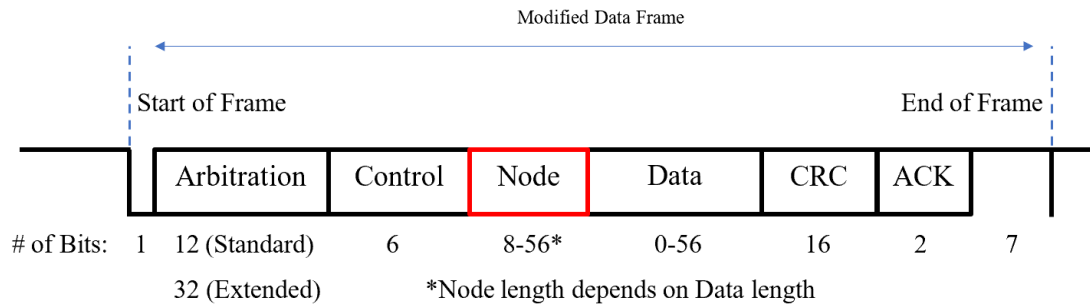 Modified Data Frame
Start of Frame End of Frame
Arbitration Control Node Data CRC ACK
# of Bits: 1 12 (Standard) 6 8-56* 0-56 16 2 7
32 (Extended) *Node length depends on Data length